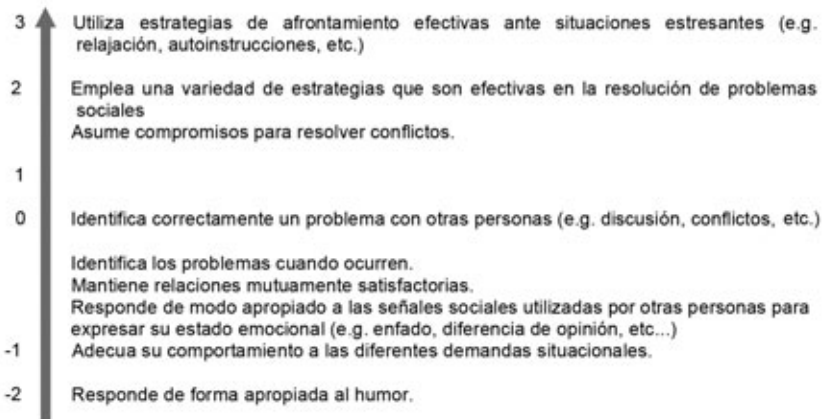 3 Utiliza estrategias de afrontamiento efectivas ante situaciones estresantes (e.g.
relajación, autoinstrucciones, etc.)
2 Emplea una variedad de estrategias que son efectivas en la resolución de problemas
sociales
Asume compromisos para resolver conflictos.
1
0 Identifica correctamente un problema con otras personas (e.g. discusión, conflictos, etc.)
Identifica los problemas cuando ocurren.
Mantiene relaciones mutuamente satisfactorias.
Responde de modo apropiado a las señales sociales utilizadas por otras personas para
expresar su estado emocional (e.g. enfado, diferencia de opinión, etc...)
-1 Adecua su comportamiento a las diferentes demandas situacionales.
-2 Responde de forma apropiada al humor.